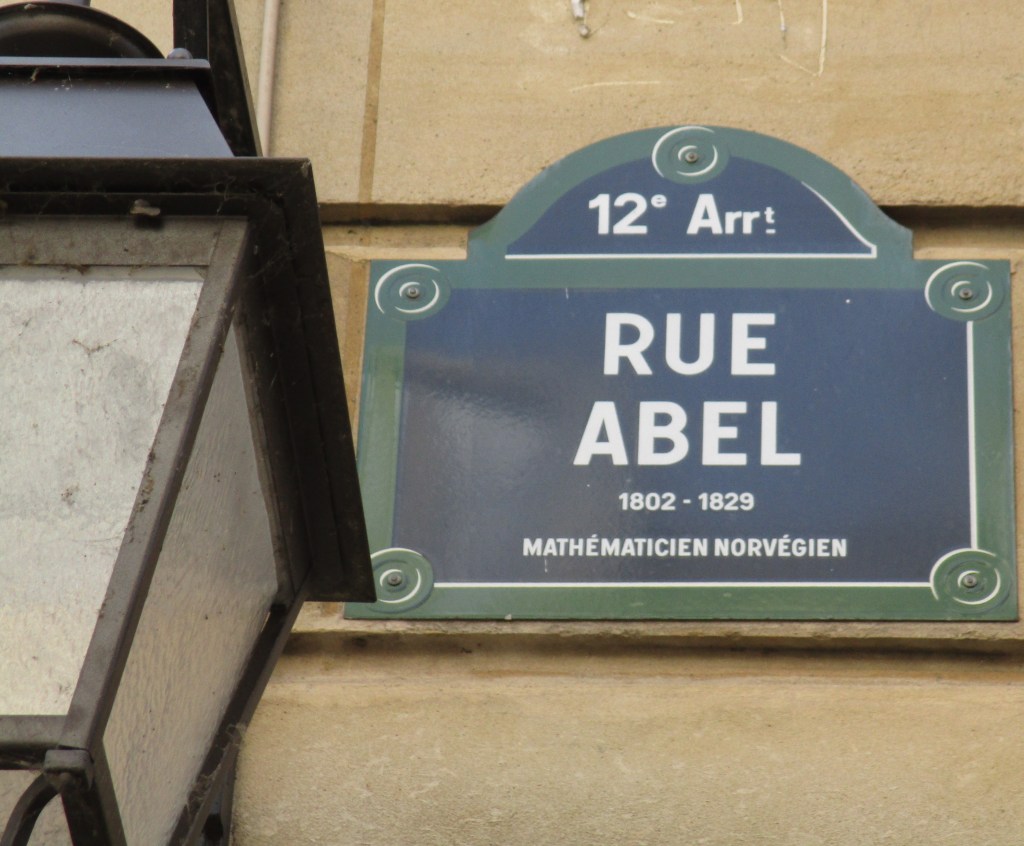 12e Arrt
RUE
ABEL
1802 - 1829
MATHÉMATICIEN NORVÉGIEN